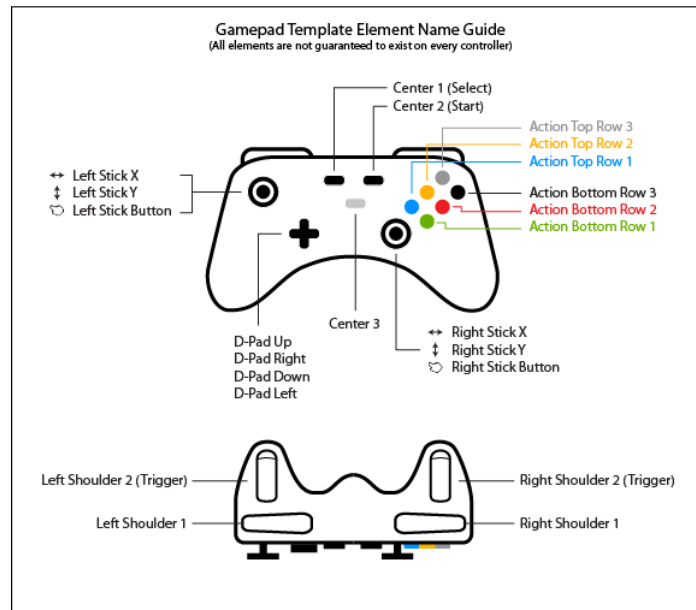 Gamepad Template Element Name Guide
(All elements are not guaranteed to exist on every controller)
Center 1 (Select)
Center 2 (Start)
Action Top Row 3
Action Top Row 2
Action Top Row 1
Action Bottom Row 3
Action Bottom Row 2
Action Bottom Row 1
Left Stick X
Left Stick Y
Left Stick Button
Center 3
D-Pad Up
D-Pad Right
D-Pad Down
D-Pad Left
Right Stick X
Right Stick Y
Right Stick Button
Left Shoulder 2 (Trigger)
Right Shoulder 2 (Trigger)
Left Shoulder 1
Right Shoulder 1